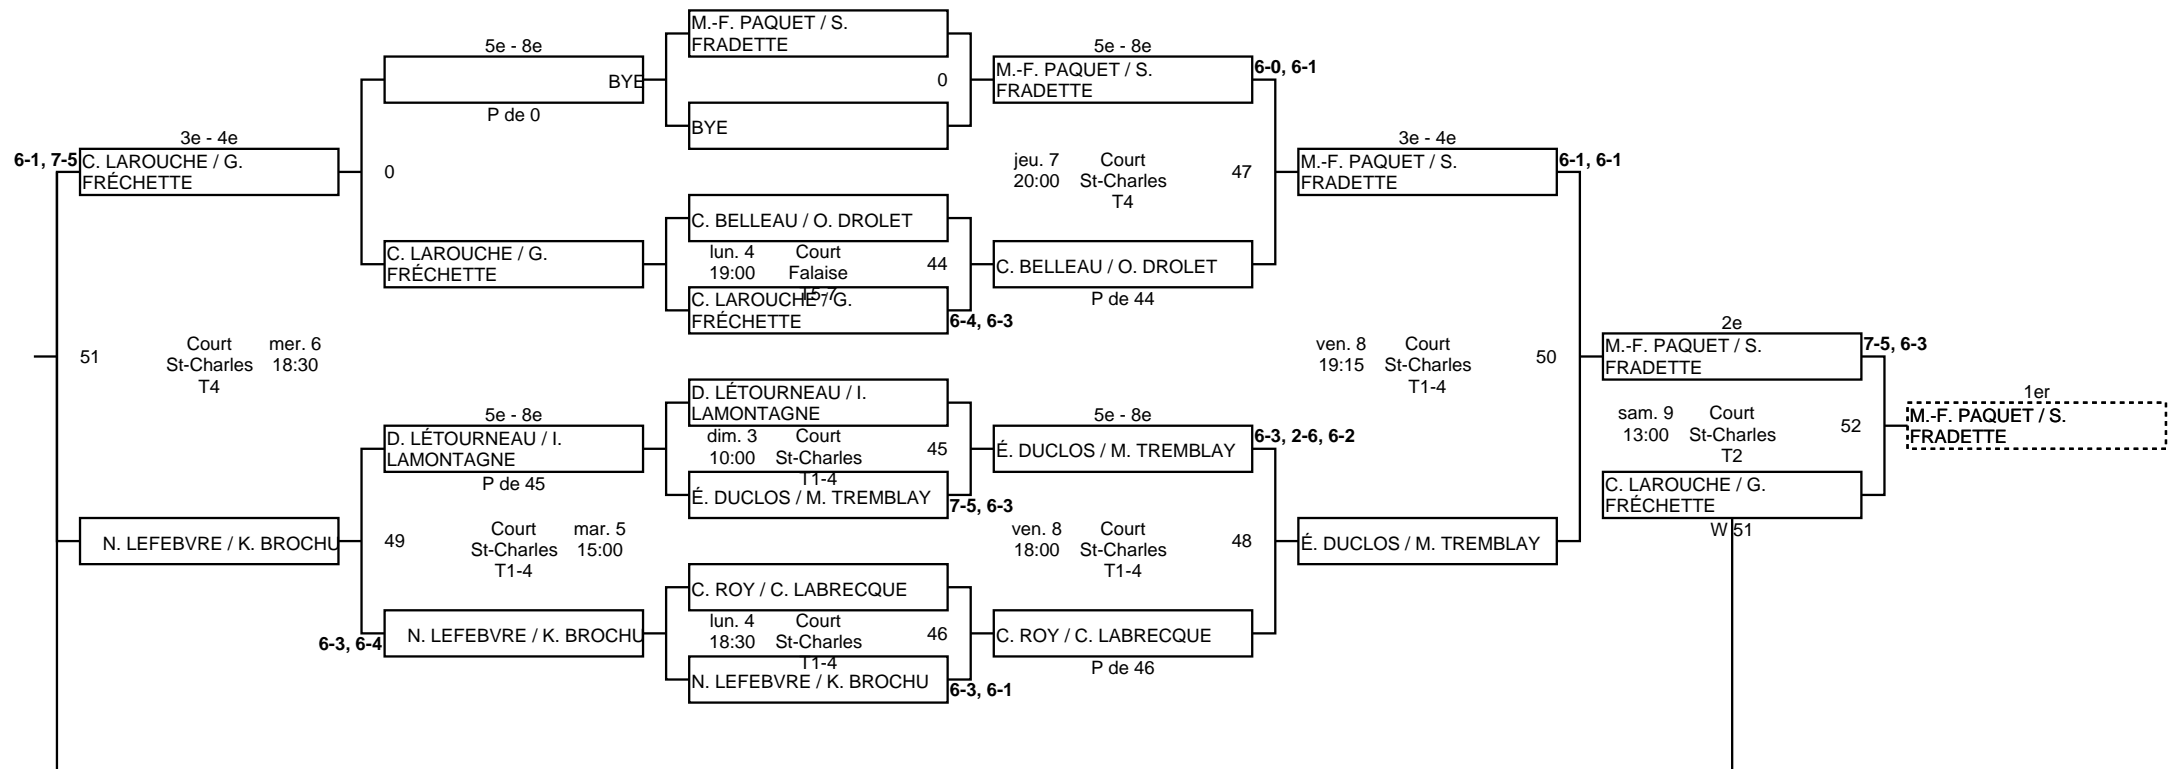 M.-F. PAQUET / S.
FRADETTE
0
BYE
5e - 8e
BYE
P de 0
5e - 8e
M.-F. PAQUET / S.
FRADETTE
6-0, 6-1
3e - 4e
6-1, 7-5
C. LAROUCHE / G.
FRÉCHETTE
0
jeu. 7
20:00
Court
St-Charles
T4
47
3e - 4e
M.-F. PAQUET / S.
FRADETTE
6-1, 6-1
C. LAROUCHE / G.
FRÉCHETTE
C. BELLEAU / O. DROLET
lun. 4
19:00
Court
Falaise
T5-7
44
C. LAROUCHE / G.
FRÉCHETTE
6-4, 6-3
C. BELLEAU / O. DROLET
P de 44
51
Court
St-Charles
T4
mer. 6
18:30
ven. 8
19:15
Court
St-Charles
T1-4
50
2e
M.-F. PAQUET / S.
FRADETTE
7-5, 6-3
5e - 8e
D. LÉTOURNEAU / I.
LAMONTAGNE
P de 45
D. LÉTOURNEAU / I.
LAMONTAGNE
dim. 3
10:00
Court
St-Charles
T1-4
45
É. DUCLOS / M. TREMBLAY
7-5, 6-3
5e - 8e
É. DUCLOS / M. TREMBLAY
6-3, 2-6, 6-2
sam. 9
13:00
Court
St-Charles
T2
52
1er
M.-F. PAQUET / S.
FRADETTE
C. LAROUCHE / G.
FRÉCHETTE
W 51
N. LEFEBVRE / K. BROCHU
49
Court
St-Charles
T1-4
mar. 5
15:00
ven. 8
18:00
Court
St-Charles
T1-4
48
É. DUCLOS / M. TREMBLAY
6-3, 6-4
N. LEFEBVRE / K. BROCHU
C. ROY / C. LABRECQUE
lun. 4
18:30
Court
St-Charles
T1-4
46
N. LEFEBVRE / K. BROCHU
6-3, 6-1
C. ROY / C. LABRECQUE
P de 46